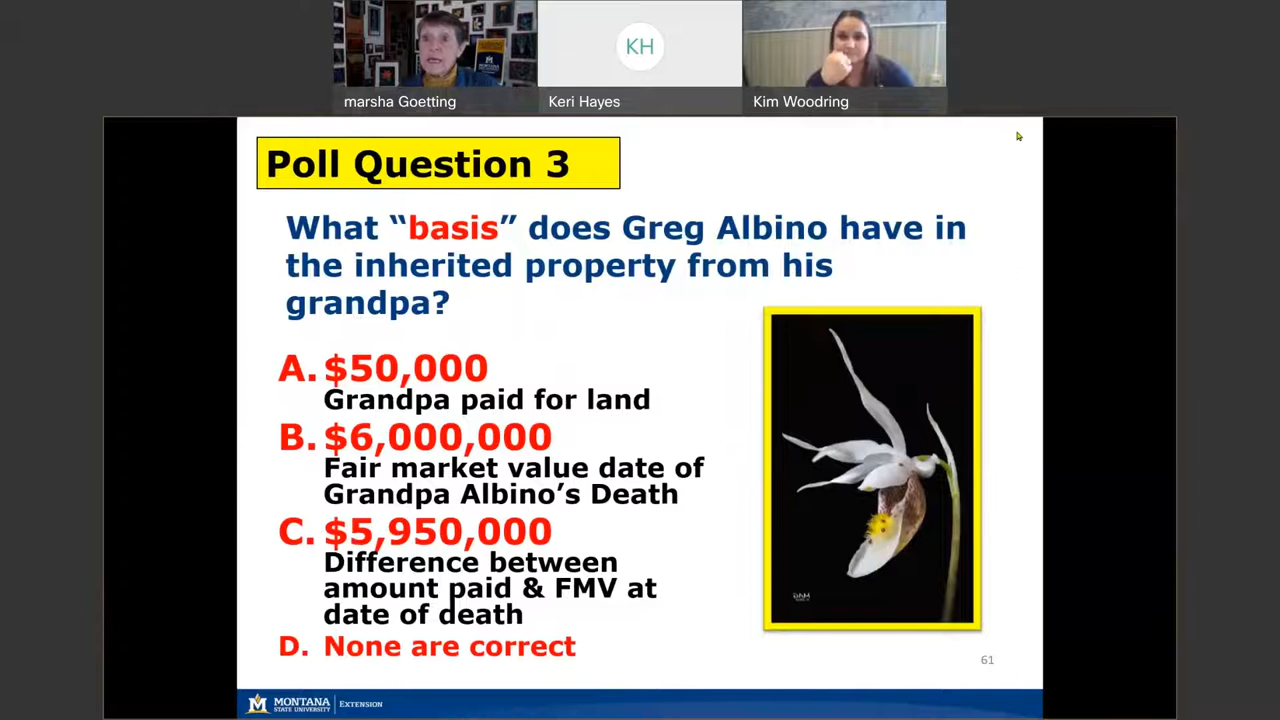 KH
marsha Goetting
Keri Hayes
Kim Woodring
Poll Question 3
What “basis” does Greg Albino have in
the inherited property from his
grandpa?
A. $50,000
Grandpa paid for land
B. $6,000,000
Fair market value date of
Grandpa Albino’s Death
C. $5,950,000
Difference between
amount paid & FMV at
date of death
D. None are correct
61
MONTANA
STATE UNIVERSITY
EXTENSION